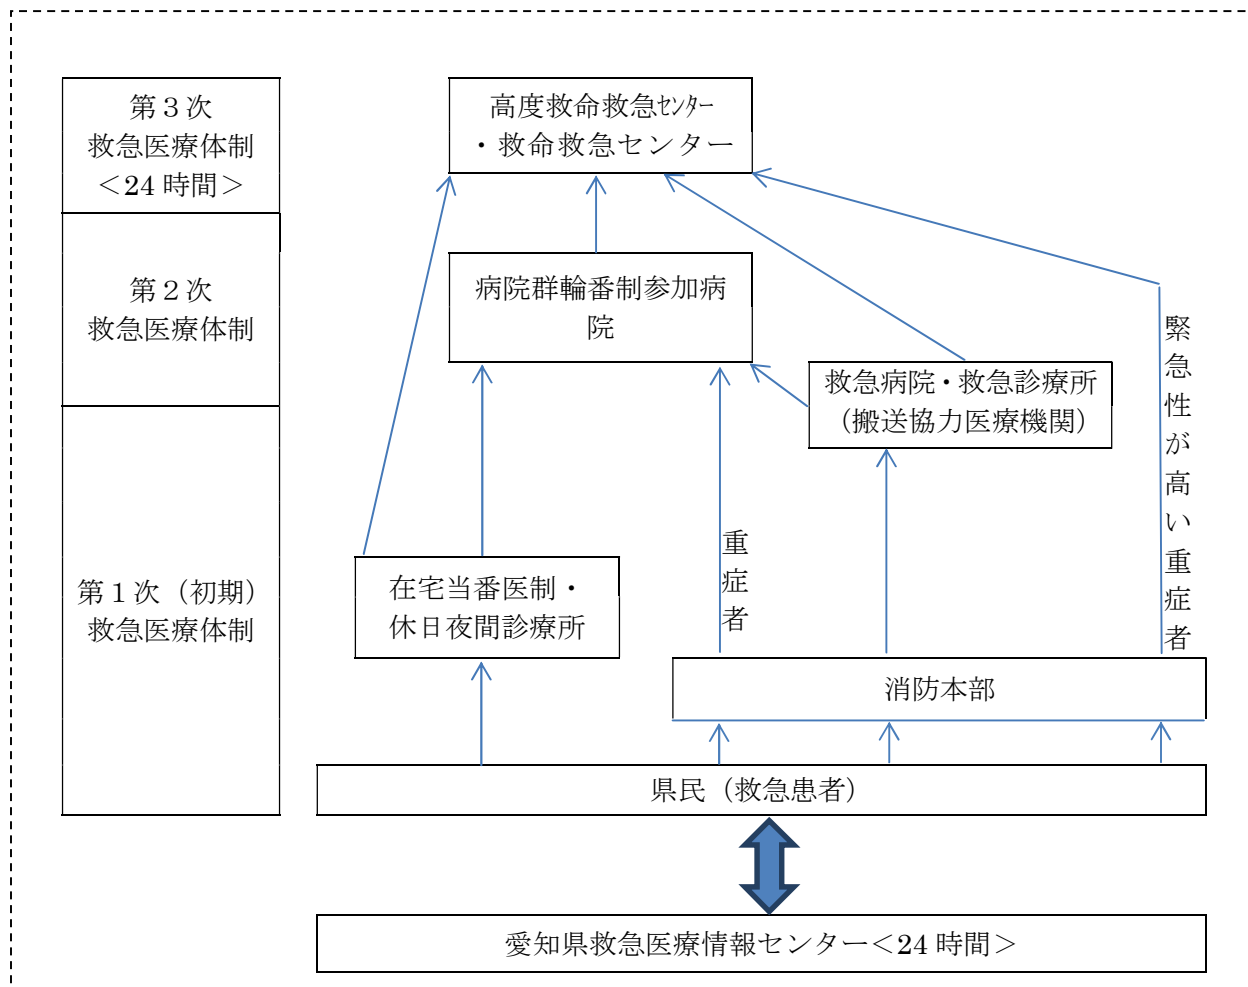 第３次
救急医療体制
＜24 時間＞
高度救命救急ｾﾝﾀｰ
・救命救急センター
第２次
救急医療体制
病院群輪番制参加病
院
救急病院・救急診療所
（搬送協力医療機関）
緊急性が高い重症者
重症者
第１次（初期）
救急医療体制
在宅当番医制・
休日夜間診療所
消防本部
県民（救急患者）
愛知県救急医療情報センター＜24 時間＞